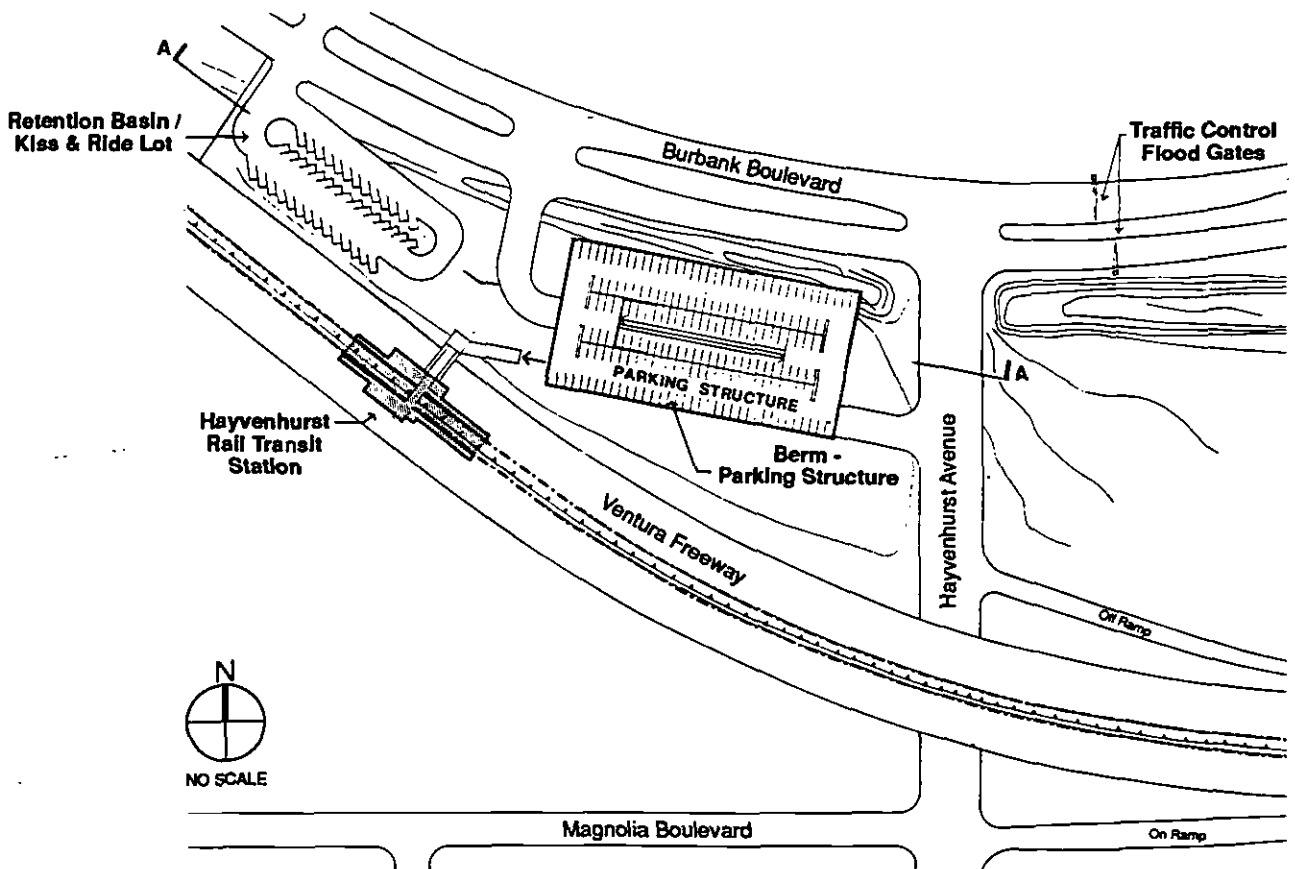 A
Retention Basin /
Kiss & Ride Lot
Burbank Boulevard
Traffic Control
Flood Gates
PARKING STRUCTURE
A
Hayvenhurst
Rail Transit
Station
Berm -
Parking Structure
Ventura Freeway
Hayvenhurst Avenue
Off Ramp
N
NO SCALE
Magnolia Boulevard
On Ramp